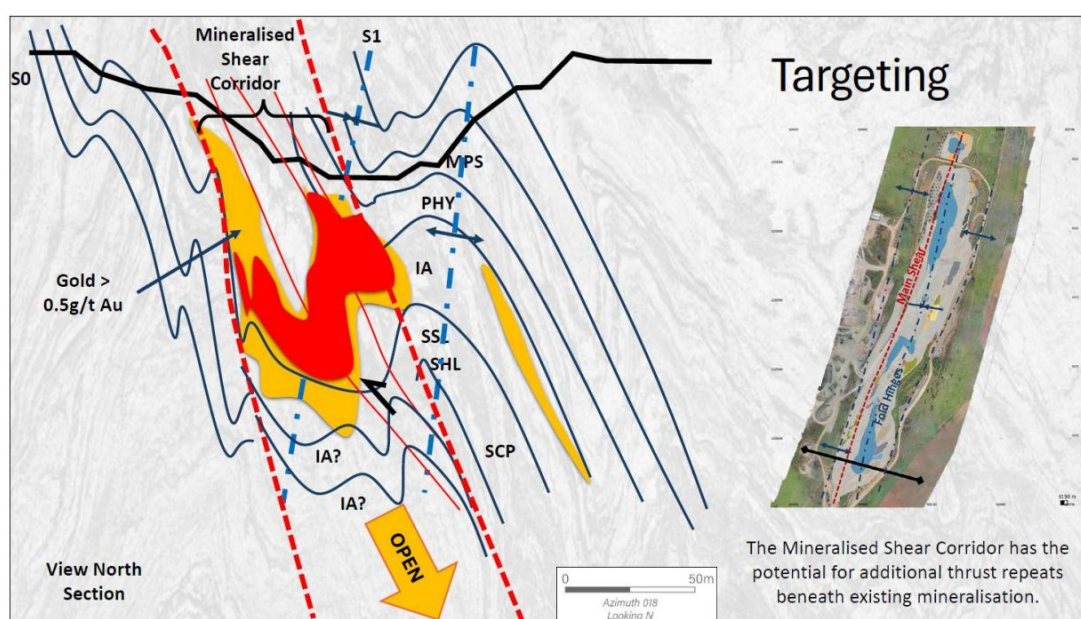 Mineralised
Shear
Corridor
S1
S0
MPS
PHY
IA
Gold >
0.5g/t Au
SSL
SHL
SCP
IA?
IA?
OPEN
View North
Section
0
50m
Azimuth 018
Looking N
Targeting
Main Shear
Fold Hinges
The Mineralised Shear Corridor has the
potential for additional thrust repeats
beneath existing mineralisation.